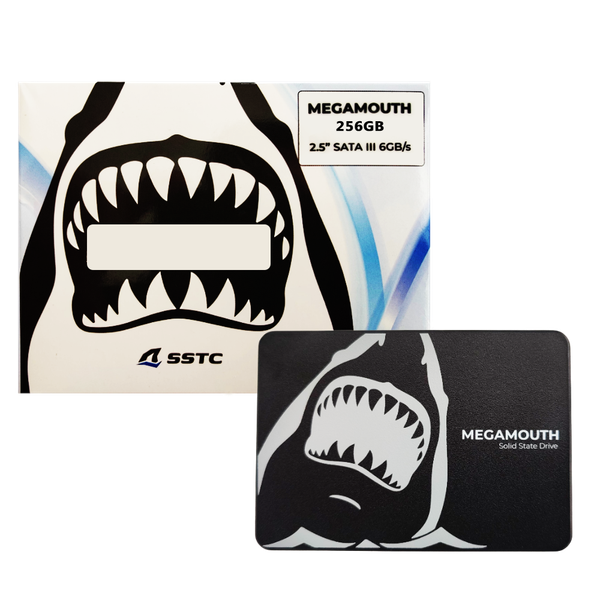 MEGAMOUTH
256GB
2.5” SATA III 6GB/s
SSTC
MEGAMOUTH
Solid State Drive